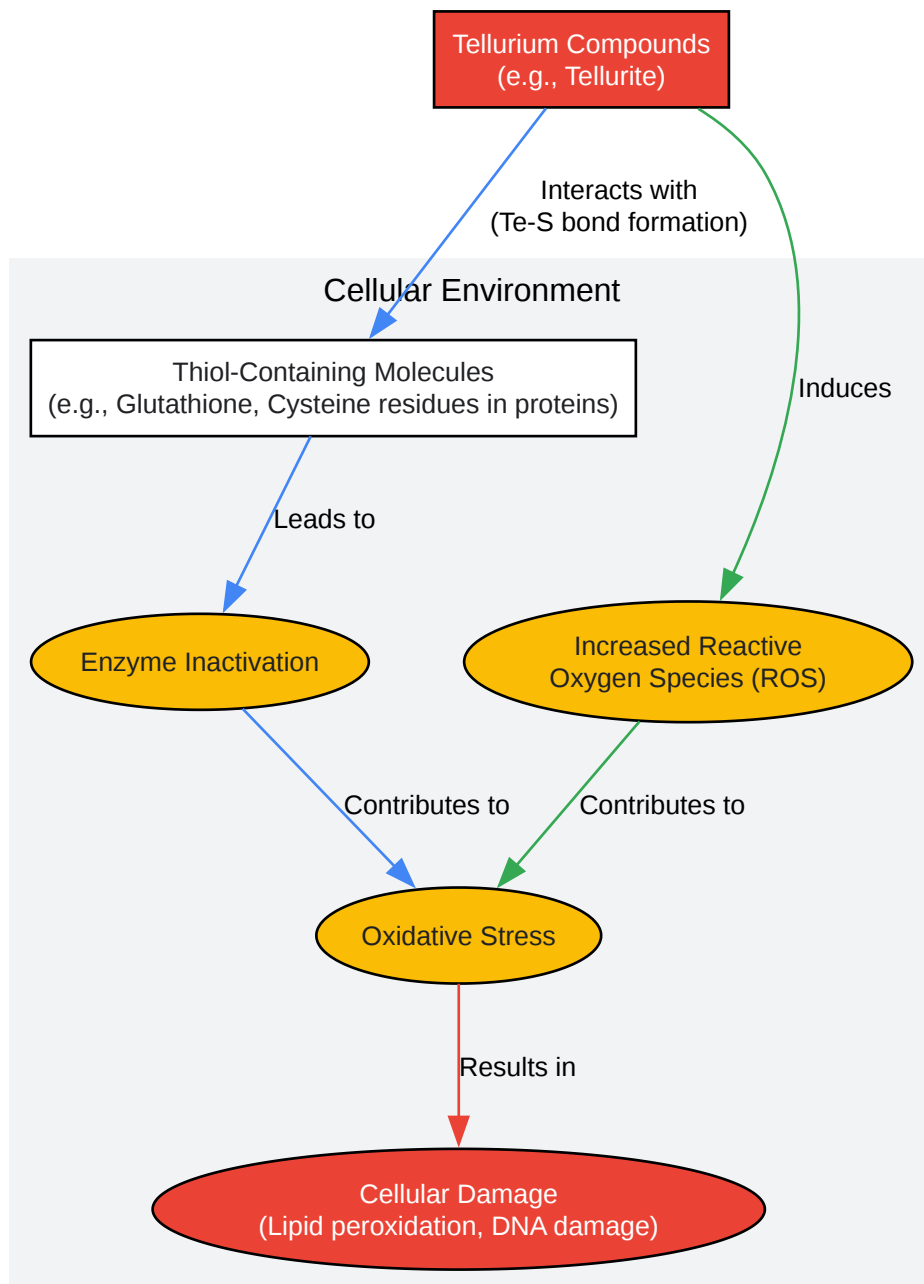 Tellurium Compounds
(e.g., Tellurite)
Interacts with
(Te-S bond formation)
Cellular Environment
Thiol-Containing Molecules
(e.g., Glutathione, Cysteine residues in proteins)
Induces
Leads to
Enzyme Inactivation
Increased Reactive
Oxygen Species (ROS)
Contributes to
Contributes to
Oxidative Stress
Results in
Cellular Damage
(Lipid peroxidation, DNA damage)